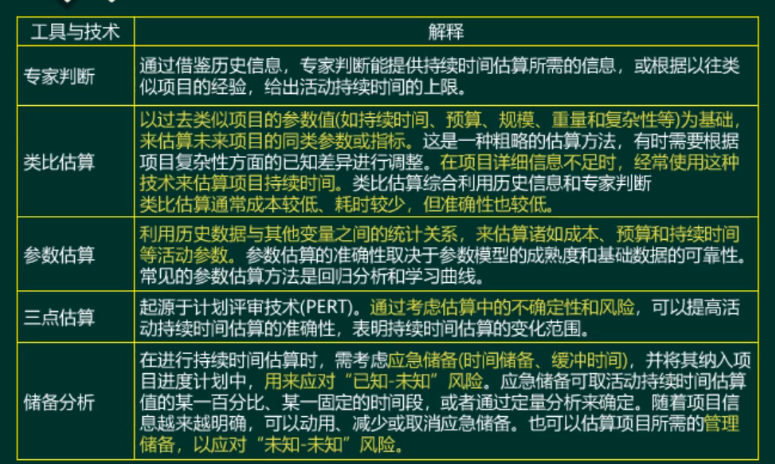 工具与技术
解释
专家判断
通过借鉴历史信息，专家判断能提供持续时间估算所需的信息，或根据以往类
似项目的经验，给出活动持续时间的上限。
类比估算
以过去类似项目的参数值(如持续时间、预算、规模、重量和复杂性等)为基础，
来估算未来项目的同类参数或指标。这是一种粗略的估算方法，有时需要根据
项目复杂性方面的已知差异进行调整。在项目详细信息不足时，经常使用这种
技术来估算项目持续时间。类比估算综合利用历史信息和专家判断
类比估算通常成本较低、耗时较少，但准确性也较低。
参数估算
利用历史数据与其他变量之间的统计关系，来估算诸如成本、预算和持续时间
等活动参数。参数估算的准确性取决于参数模型的成熟度和基础数据的可靠性。
常见的参数估算方法是回归分析和学习曲线。
三点估算
起源于计划评审技术(PERT)。通过考虑估算中的不确定性和风险，可以提高活
动持续时间估算的准确性，表明持续时间估算的变化范围。
储备分析
在进行持续时间估算时，需考虑应急储备(时间储备、缓冲时间)，并将其纳入项
目进度计划中，用来应对“已知-未知”风险。应急储备可取活动持续时间估算
值的某一百分比、某一固定的时间段，或者通过定量分析来确定。随着项目信
息越来越明确，可以动用、减少或取消应急储备。也可以估算项目所需的管理
储备，以应对“未知-未知”风险。